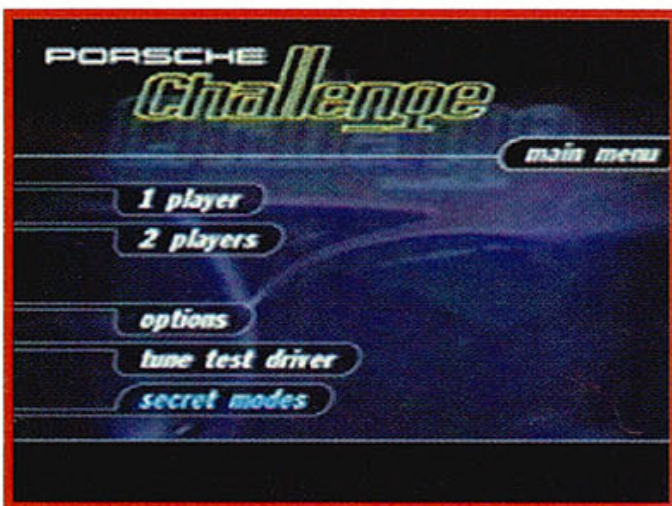 PORSCHE
Challenge
main menu
1 player
2 players
options
tune test driver
secret modes